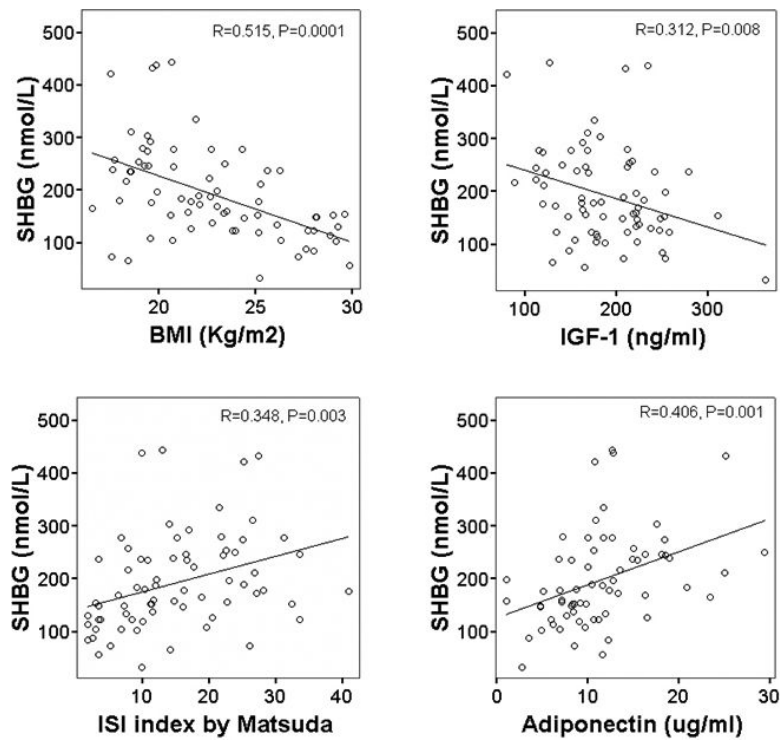 R=0.515, P=0.0001
500
400
300
200
100
SHBG (nmol/L)
20
25
30
BMI (Kg/m2)
R=0.312, P=0.008
500
400
300
200
100
SHBG (nmol/L)
100
200
300
IGF-1 (ng/ml)
R=0.348, P=0.003
500
400
300
200
100
SHBG (nmol/L)
10
20
30
40
ISI index by Matsuda
R=0.406, P=0.001
500
400
300
200
100
SHBG (nmol/L)
0
10
20
30
Adiponectin (ug/ml)